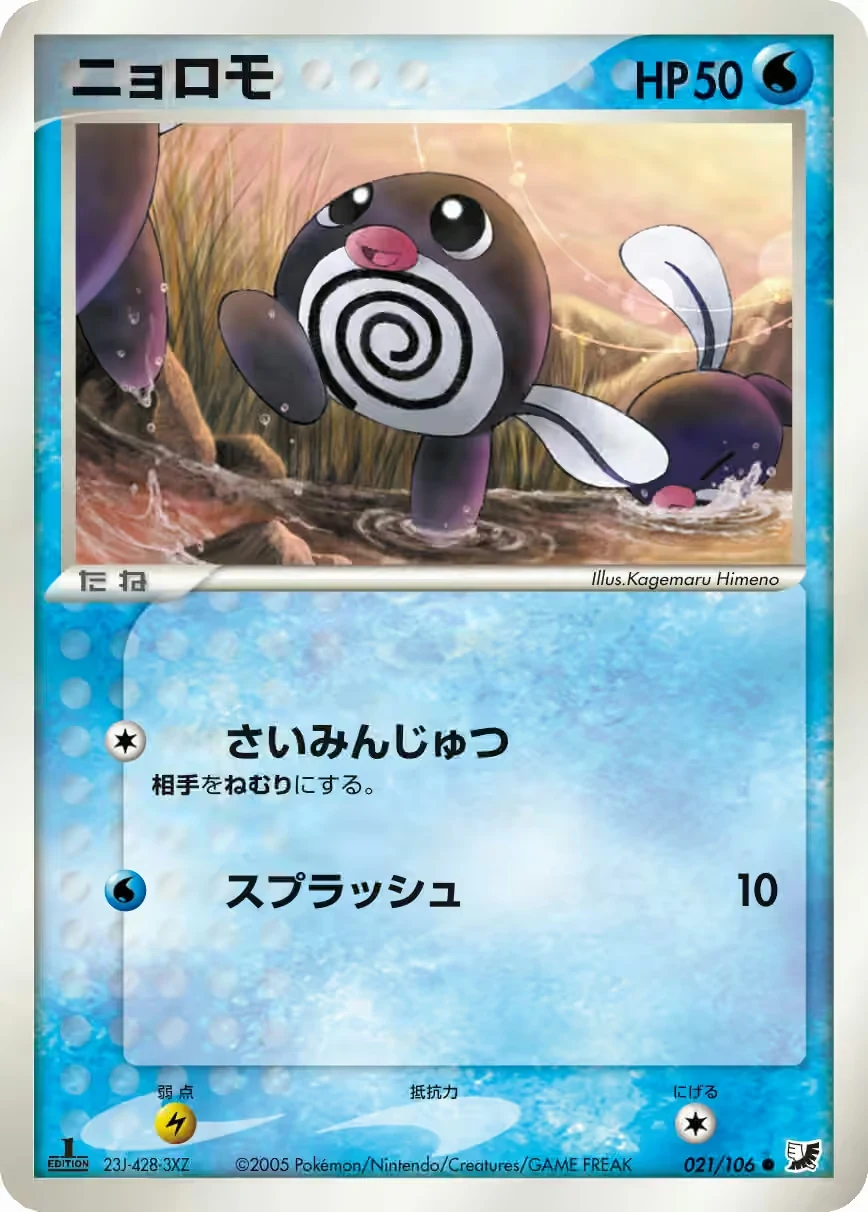 ニョロモ HP50
たね
Illus.Kagemaru Himeno
さいみんじゅつ
相手をねむりにする。
スプラッシュ 10
弱点 抵抗力 にげる
1 EDITION 23J-428-3XZ ©2005 Pokémon/Nintendo/Creatures/GAME FREAK 021/106